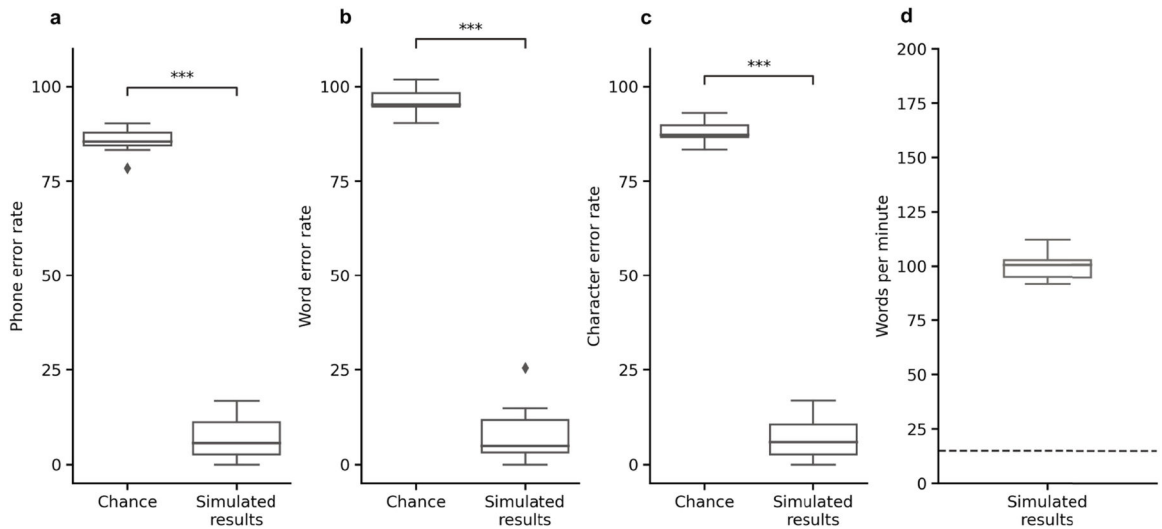 a
***
100
75
50
25
0
Phone error rate
Chance
Simulated
results
b
***
100
75
50
25
0
Word error rate
Chance
Simulated
results
c
***
100
75
50
25
0
Character error rate
Chance
Simulated
results
d
200
175
150
125
100
75
50
25
0
Words per minute
Simulated
results